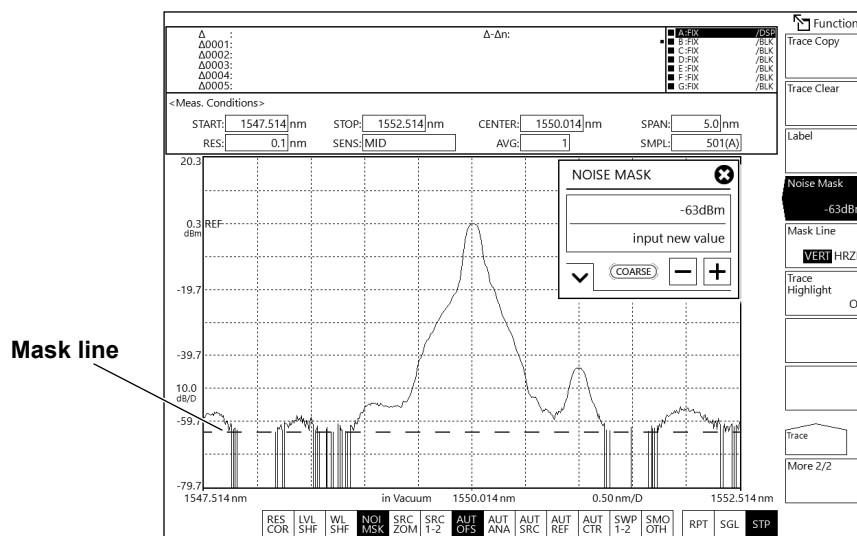 Δ : Δ-Δn:
Δ0001:
Δ0002:
Δ0003:
Δ0004:
Δ0005:
A:FIX /DSP
B:FIX /BLK
C:FIX /BLK
D:FIX /BLK
E:FIX /BLK
F:FIX /BLK
G:FIX /BLK
<Meas. Conditions>
START: 1547.514 nm STOP: 1552.514 nm CENTER: 1550.014 nm SPAN: 5.0 nm
RES: 0.1 nm SENS: MID AVG: 1 SMPL: 501(A)
20.3
0.3 REF
dBm
-19.7
-39.7
10.0
dB/D
-59.7
-79.7
1547.514 nm in Vacuum 1550.014 nm 0.500 nm/D 1552.514 nm
NOISE MASK
-63dBm
input new value
COARSE
Mask line
Function
Trace Copy
Trace Clear
Label
Noise Mask
-63dBm
Mask Line
VERT HRZ
Trace
Highlight
Trace
More 2/2
RES COR LVL SHF WL SHF NOI MSK SRC ZOM SRC 1-2 AUT OFS AUT ANA AUT SRC AUT REF AUT CTR SWP 1-2 SMO OTH RPT SGL STP